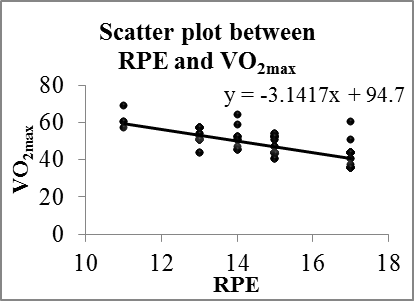 Scatter plot between
RPE and VO2max
y = -3.1417x + 94.7
80
60
40
20
0
VO2max
10 12 14 16 18
RPE